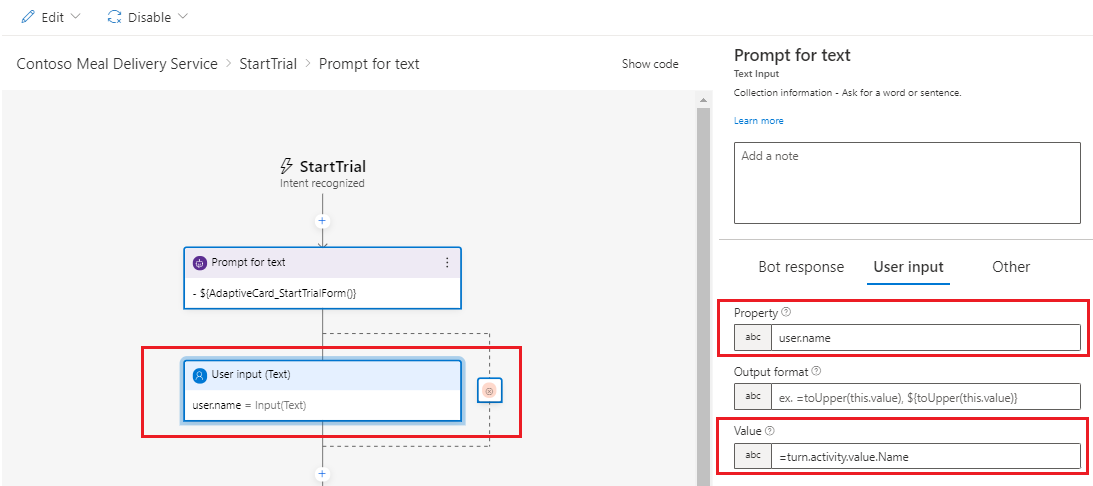 Edit
Disable
Contoso Meal Delivery Service > StartTrial > Prompt for text
Show code
StartTrial
Intent recognized
Prompt for text
- ${AdaptiveCard_StartTrialForm()}
User input (Text)
user.name = Input(Text)
Prompt for text
Text Input
Collection information - Ask for a word or sentence.
Learn more
Add a note
Bot response
User input
Other
Property
abc
user.name
Output format
abc
ex. =toUpper(this.value), ${toUpper(this.value)}
Value
abc
=turn.activity.value.Name